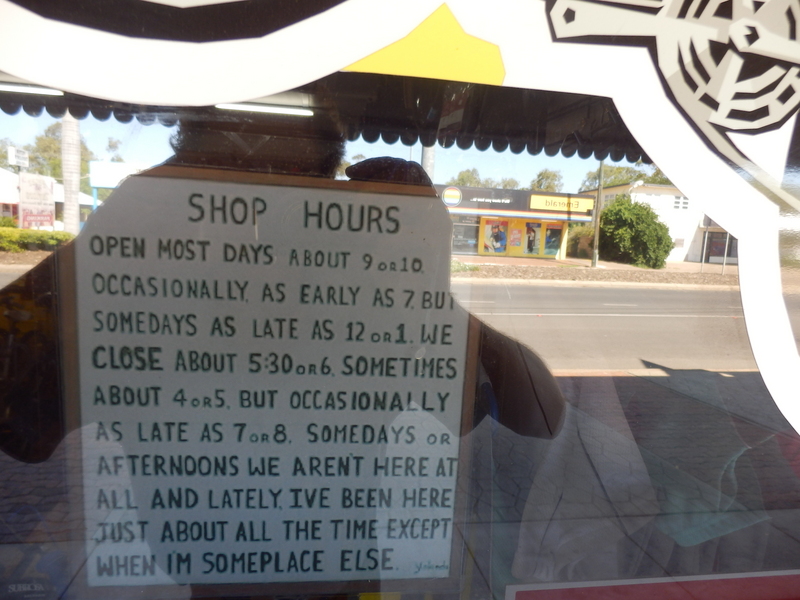 SHOP HOURS
OPEN MOST DAYS ABOUT 9 OR 10.
OCCASIONALLY, AS EARLY AS 7, BUT
SOMEDAYS AS LATE AS 12 OR 1. WE
CLOSE ABOUT 5:30 OR 6. SOMETIMES
ABOUT 4 OR 5, BUT OCCASIONALLY
AS LATE AS 7 OR 8. SOMEDAYS OR
AFTERNOONS WE AREN'T HERE AT
ALL AND LATELY, IVE BEEN HERE
JUST ABOUT ALL THE TIME EXCEPT
WHEN I'M SOMEPLACE ELSE.
Emerald